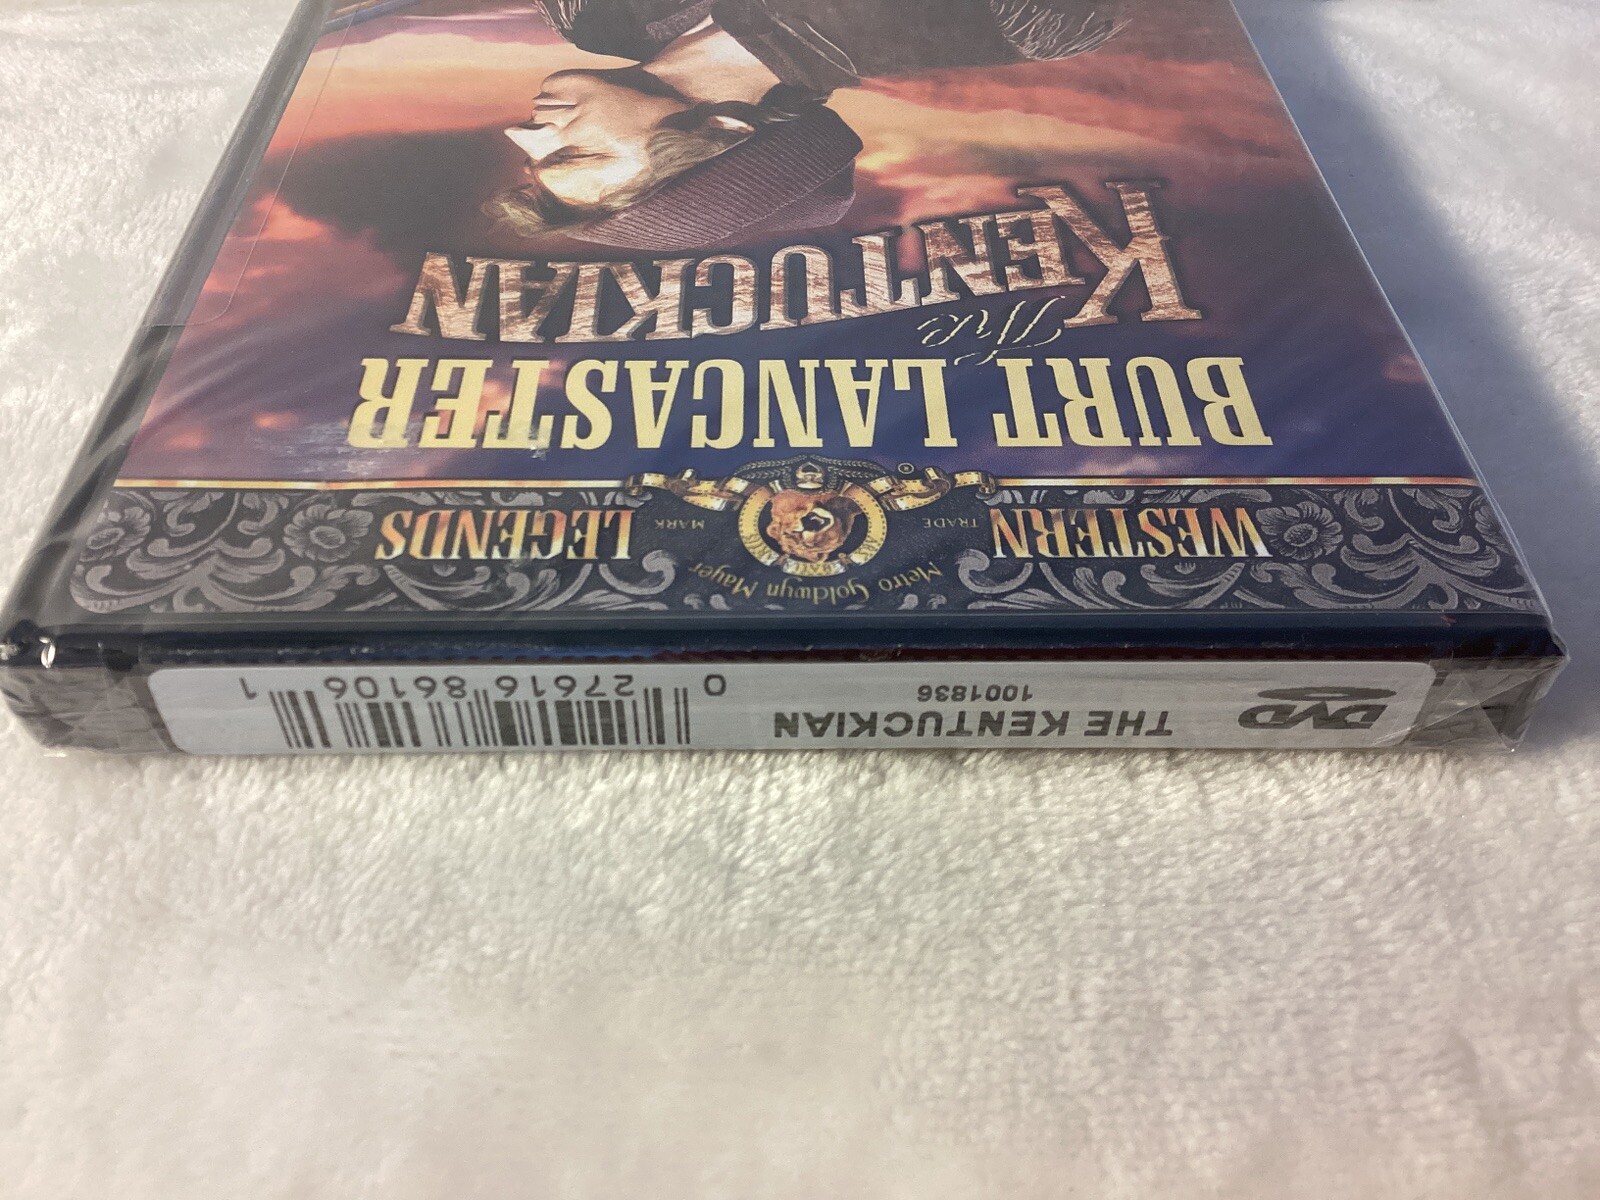 DVD
THE KENTUCKIAN
1001836
0 27616 86106 1
Metro Goldwyn Mayer
WESTERN
TRADE
MARK
LEGENDS
BURT LANCASTER
The
KENTUCKIAN